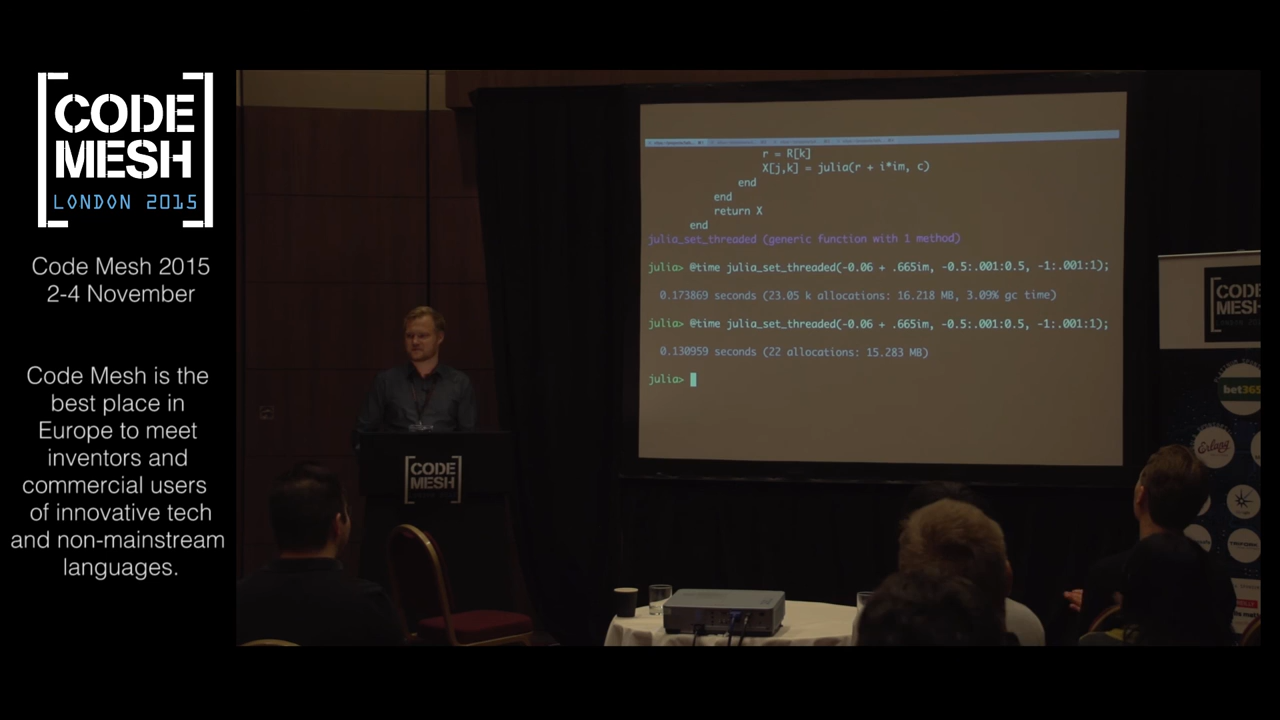 CODE
MESH
LONDON 2015
Code Mesh 2015
2-4 November
Code Mesh is the
best place in
Europe to meet
inventors and
commercial users
of innovative tech
and non-mainstream
languages.
r = R[k]
X[j,k] = julia(r + i*im, c)
end
end
return X
end
julia_set_threaded (generic function with 1 method)
julia> @time julia_set_threaded(-0.06 + .665im, -0.5:.001:0.5, -1:.001:1);
0.173869 seconds (23.05 k allocations: 16.218 MB, 3.09% gc time)
julia> @time julia_set_threaded(-0.06 + .665im, -0.5:.001:0.5, -1:.001:1);
0.130959 seconds (22 allocations: 15.283 MB)
julia>
CODE
MESH
CODE
MESH
bet365
Erlang